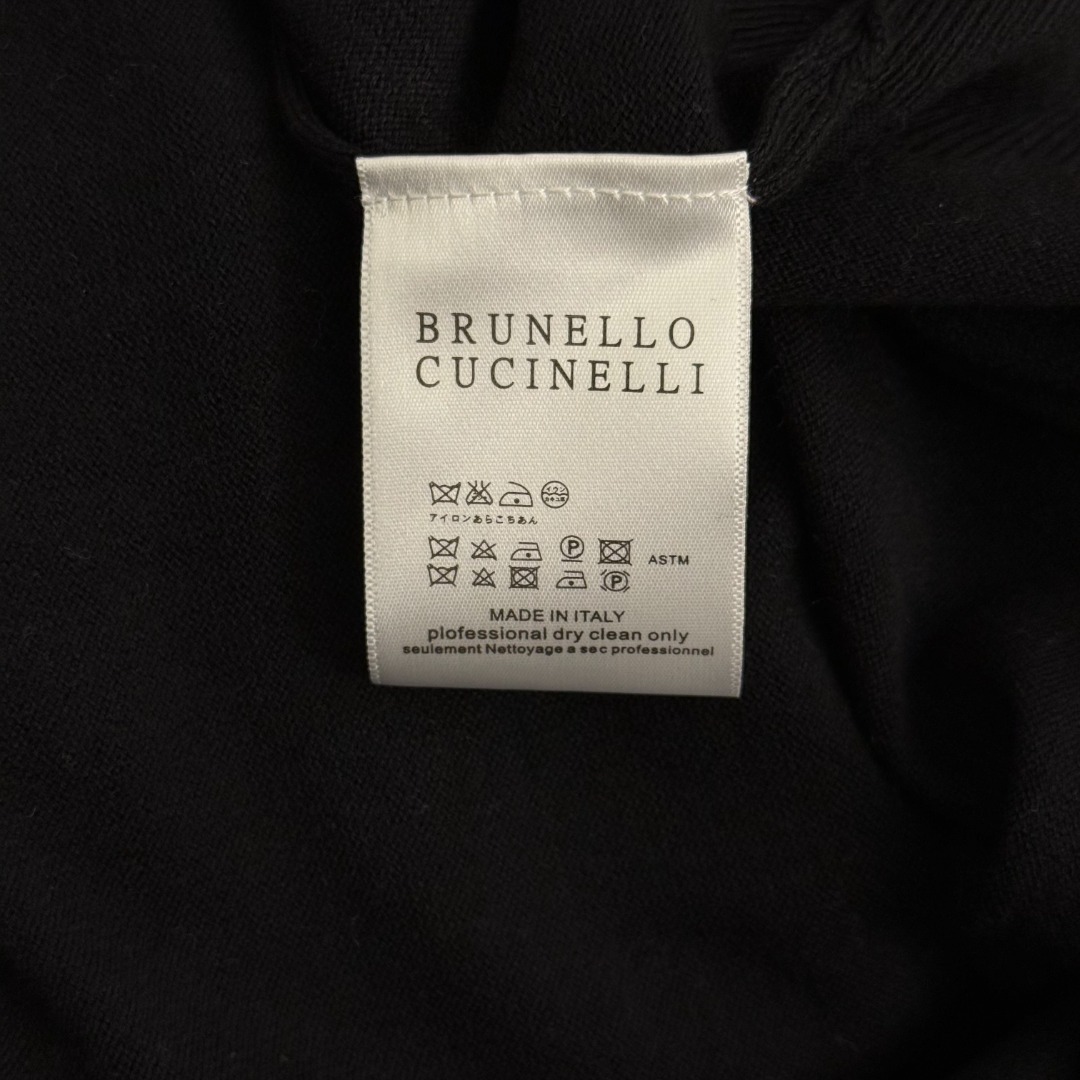 BRUNELLO
CUCINELLI
アイロンあらこちあん
P
ASTM
P
MADE IN ITALY
plofessional dry clean only
seulement Nettoyage a sec professionnel